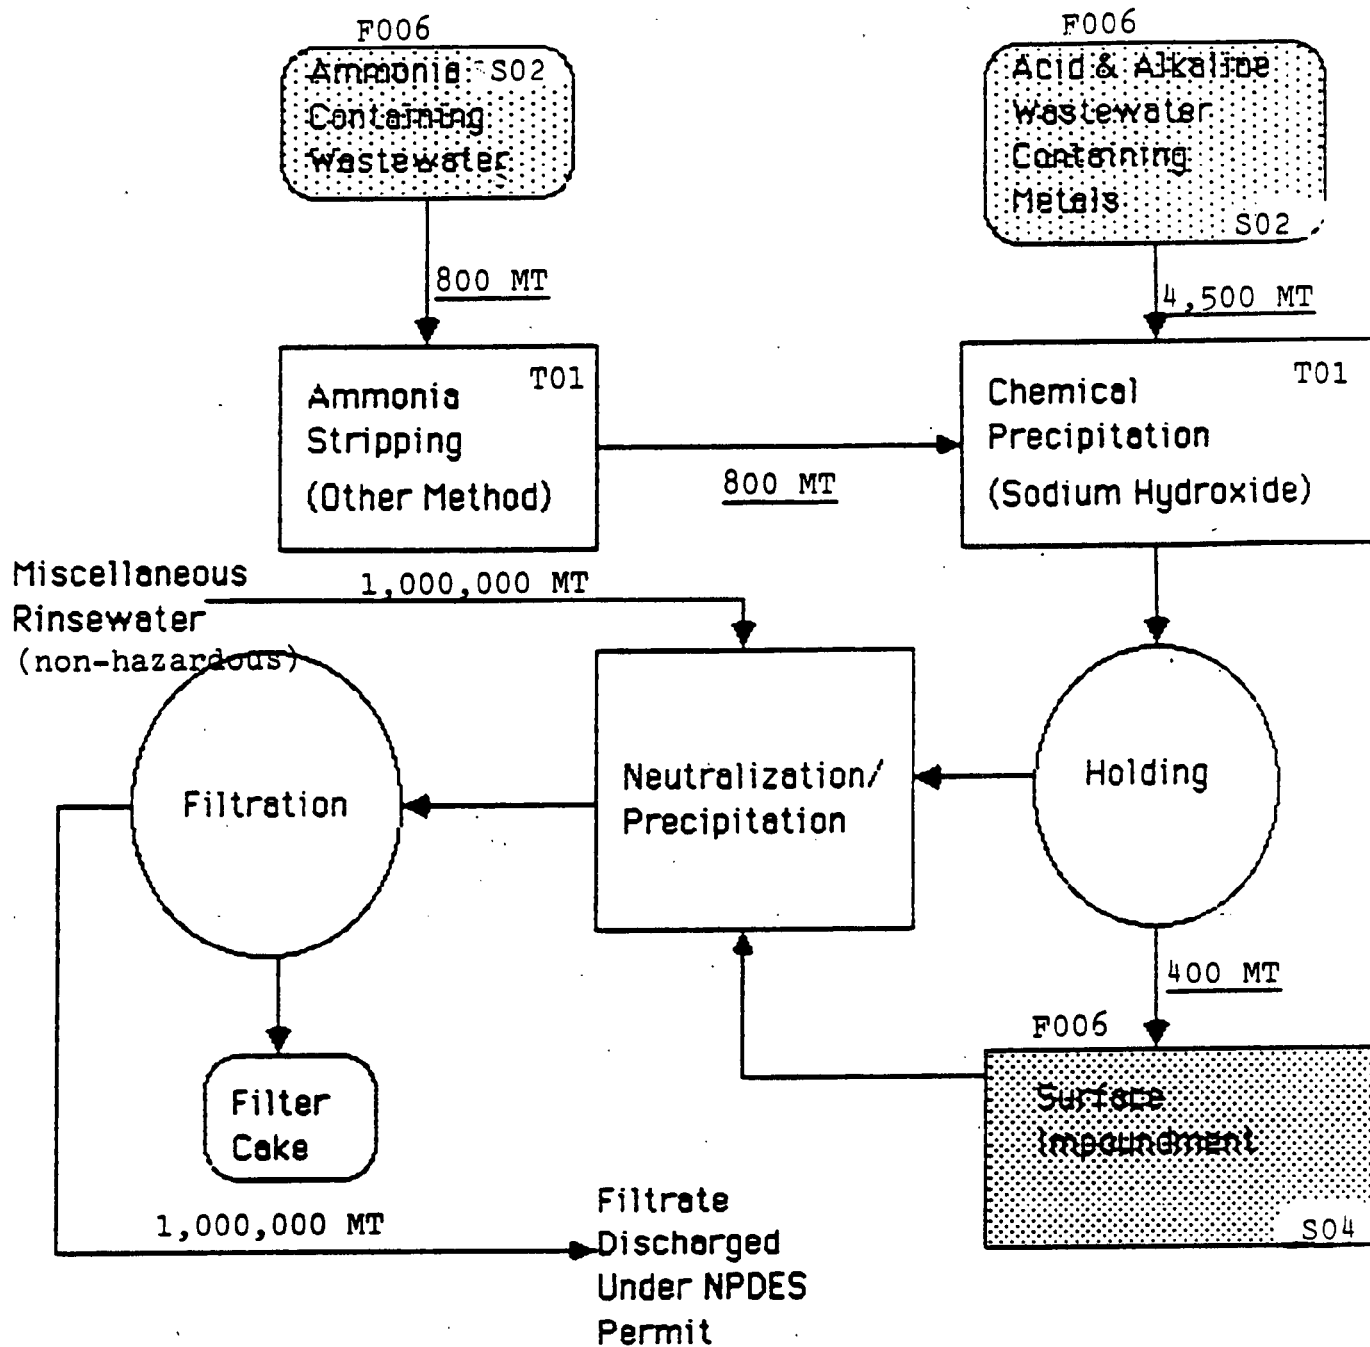 F006
Ammonia S02
Containing
Wastewater
800 MT
F006
Acid & Alkaline
Wastewater
Containing
Metals
S02
4,500 MT
T01
Ammonia
Stripping
(Other Method)
800 MT
T01
Chemical
Precipitation
(Sodium Hydroxide)
Miscellaneous
Rinsewater
(non-hazardous)
1,000,000 MT
Filtration
Neutralization/
Precipitation
Holding
400 MT
F006
Surface
Impoundment
S04
Filter
Cake
1,000,000 MT
Filtrate
Discharged
Under NPDES
Permit